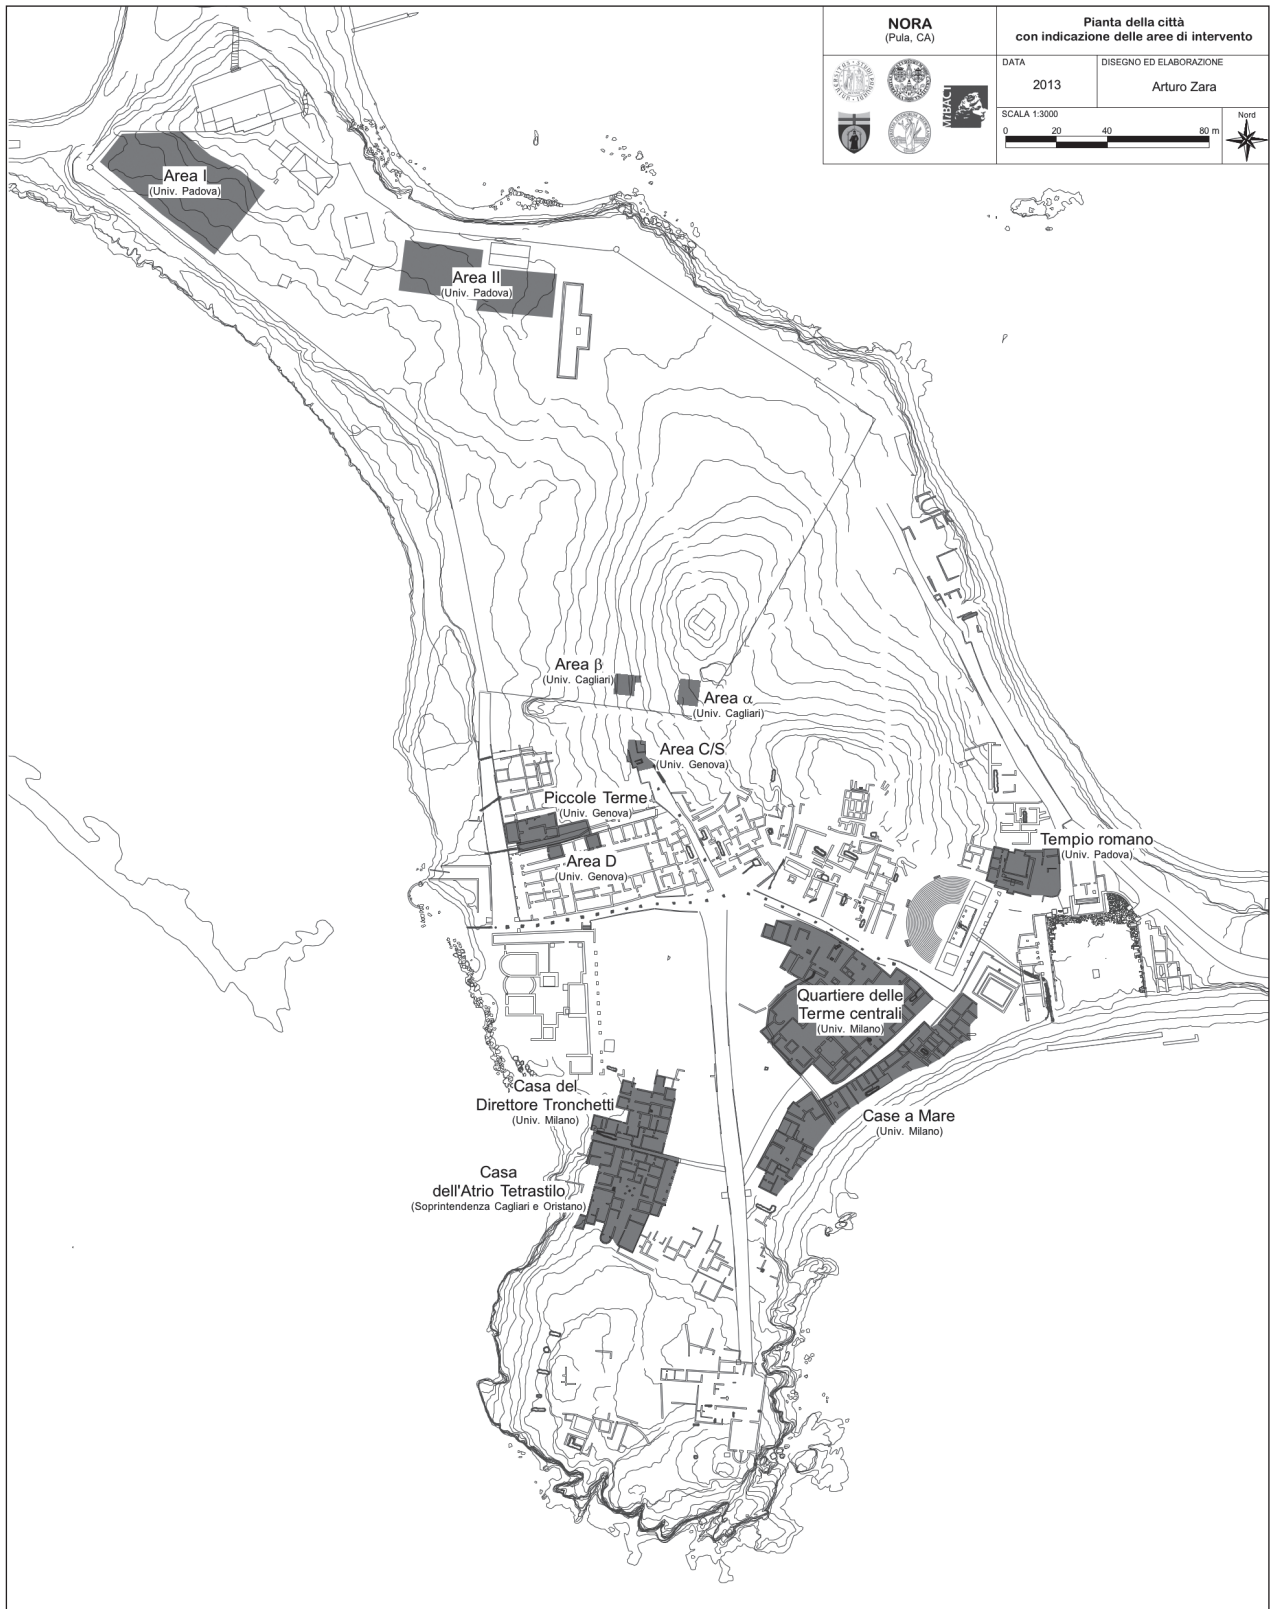 NORA
(Pula, CA)
Pianta della città
con indicazione delle aree di intervento
DATA
2013
DISEGNO ED ELABORAZIONE
Arturo Zara
MiBACT
SCALA 1:3000
0 20 40 80 m
Nord
Area I
(Univ. Padova)
Area II
(Univ. Padova)
Area β
(Univ. Cagliari)
Area α
(Univ. Cagliari)
Area C/S
(Univ. Genova)
Piccole Terme
(Univ. Genova)
Area D
(Univ. Genova)
Tempio romano
(Univ. Padova)
Quartiere delle
Terme centrali
(Univ. Milano)
Casa del
Direttore Tronchetti
(Univ. Milano)
Case a Mare
(Univ. Milano)
Casa
dell'Atrio Tetrastilo
(Soprintendenza Cagliari e Oristano)